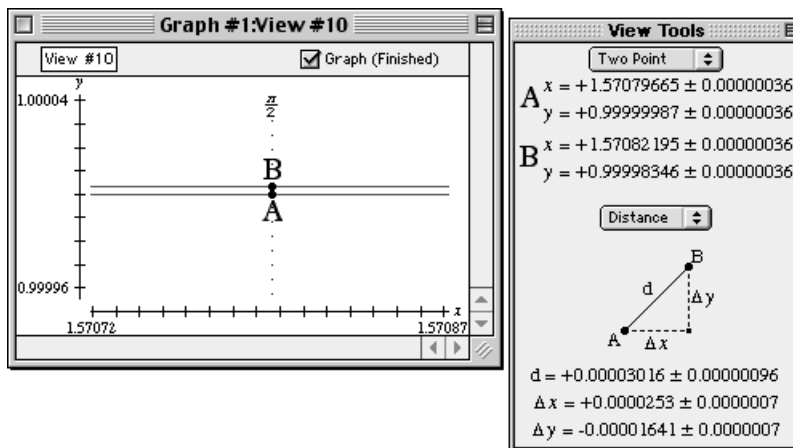 Graph #1:View #10
View #10
Graph (Finished)
y
1.00004
π/2
B
A
0.99996
x
1.57072
1.57087
View Tools
Two Point
A x = +1.57079665 ± 0.00000036
y = +0.99999987 ± 0.00000036
B x = +1.57082195 ± 0.00000036
y = +0.99998346 ± 0.00000036
Distance
B
d
Δy
A
Δx
d = +0.00003016 ± 0.00000096
Δx = +0.0000253 ± 0.0000007
Δy = -0.00001641 ± 0.0000007